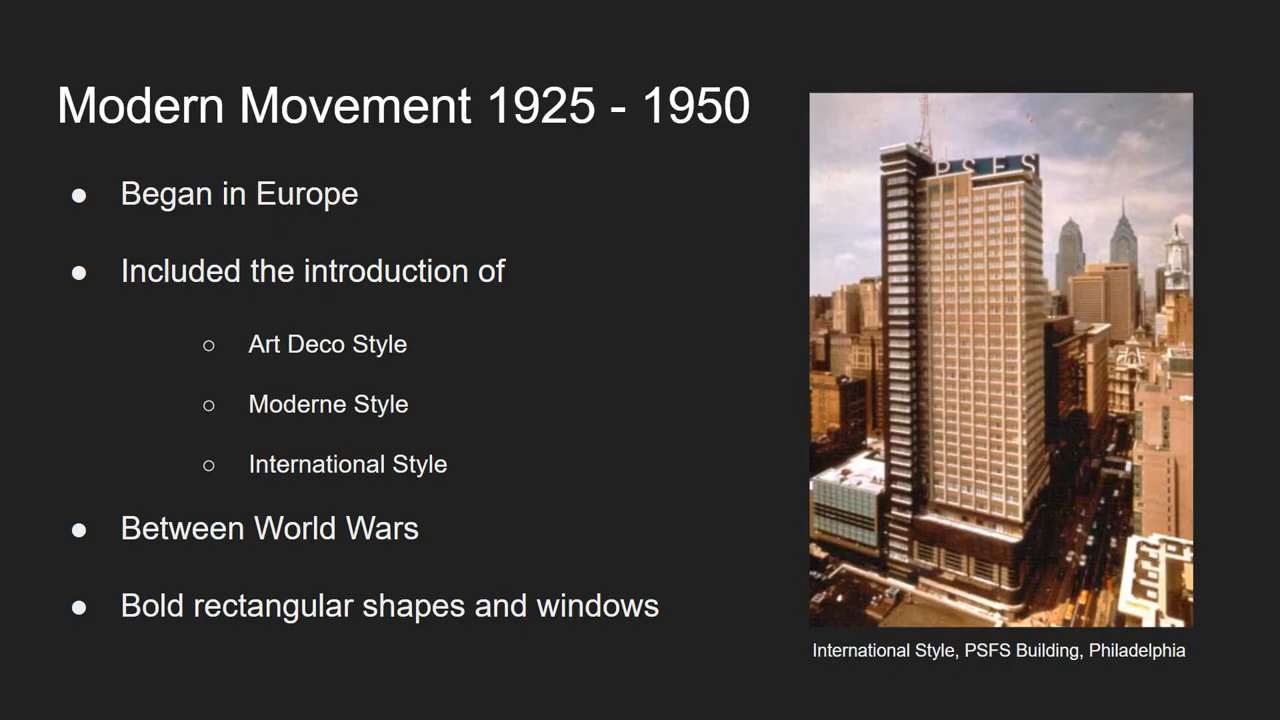 Modern Movement 1925 - 1950
● Began in Europe
● Included the introduction of
○ Art Deco Style
○ Moderne Style
○ International Style
● Between World Wars
● Bold rectangular shapes and windows
PSFS
International Style, PSFS Building, Philadelphia